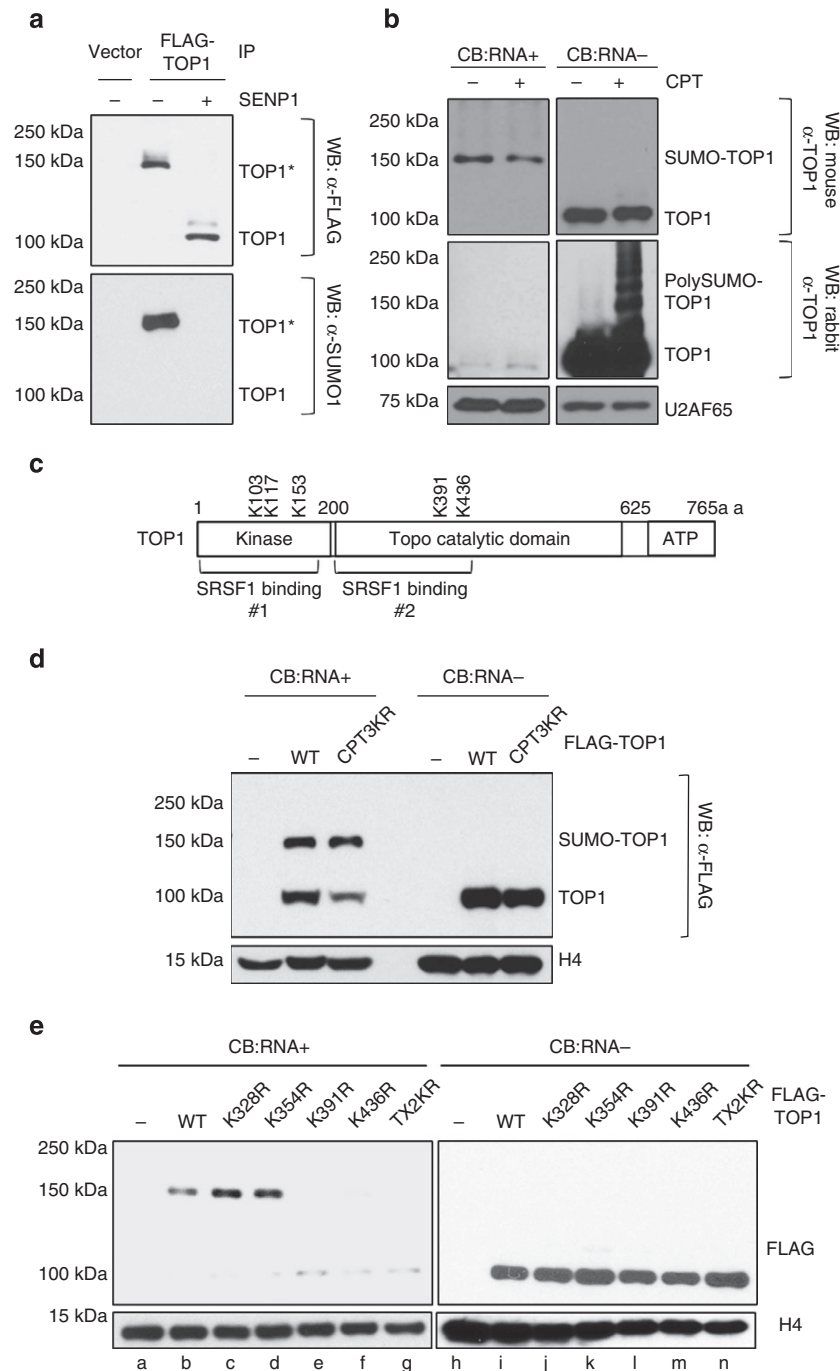 a
Vector
FLAG-
TOP1
IP
– – + SENP1
250 kDa
150 kDa
TOP1*
100 kDa
TOP1
WB: α-FLAG
250 kDa
150 kDa
TOP1*
100 kDa
TOP1
WB: α-SUMO1
b
CB:RNA+ CB:RNA–
– + – + CPT
250 kDa
150 kDa
SUMO-TOP1
100 kDa
TOP1
WB: mouse
α-TOP1
250 kDa
PolySUMO-
TOP1
150 kDa
100 kDa
TOP1
WB: rabbit
α-TOP1
75 kDa
U2AF65
c
1 K103 K117 K153 200 K391 K436 625 765a a
TOP1 Kinase Topo catalytic domain ATP
SRSF1 binding
#1
SRSF1 binding
#2
d
CB:RNA+ CB:RNA–
– WT CPT3KR – WT CPT3KR FLAG-TOP1
250 kDa
150 kDa
SUMO-TOP1
100 kDa
TOP1
WB: α-FLAG
15 kDa
H4
e
CB:RNA+ CB:RNA–
– WT K328R K354R K391R K436R TX2KR – WT K328R K354R K391R K436R TX2KR
FLAG-
TOP1
250 kDa
150 kDa
FLAG
100 kDa
15 kDa
H4
a b c d e f g h i j k l m n